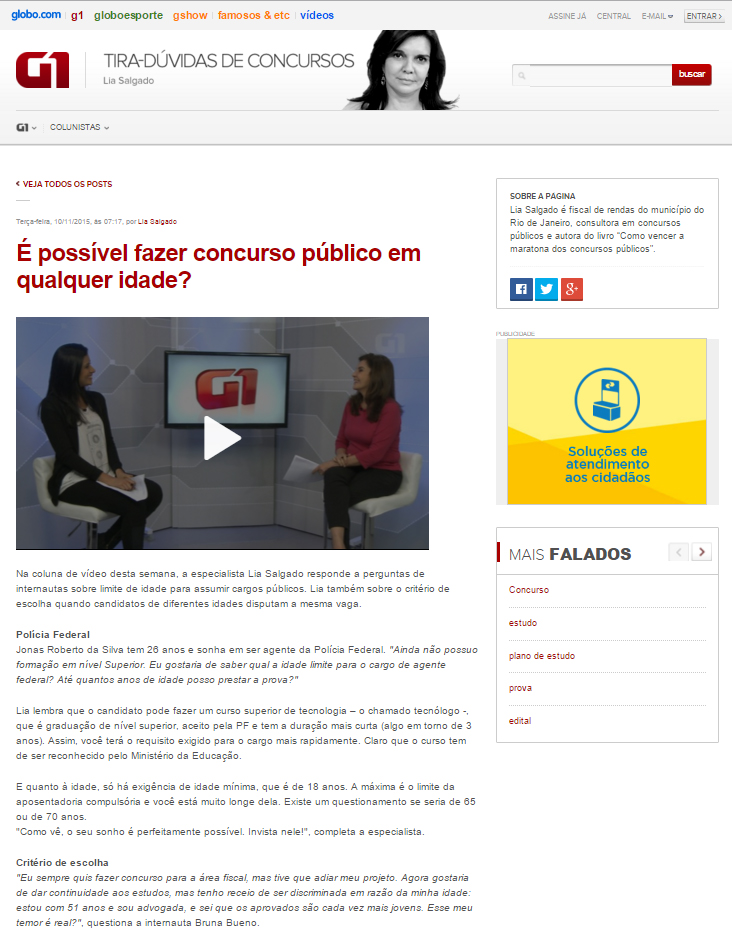 globo.com g1 globoesporte gshow famosos & etc vídeos
ASSINE JÁ CENTRAL E-MAIL ENTRAR ›
G1
TIRA-DÚVIDAS DE CONCURSOS
Lia Salgado
buscar
G1 COLUNISTAS
VEJA TODOS OS POSTS
Terça-feira, 10/11/2015, às 07:17, por Lia Salgado
É possível fazer concurso público em
qualquer idade?
G1
G1
Na coluna de vídeo desta semana, a especialista Lia Salgado responde a perguntas de
internautas sobre limite de idade para assumir cargos públicos. Lia também sobre o critério de
escolha quando candidatos de diferentes idades disputam a mesma vaga.
Polícia Federal
Jonas Roberto da Silva tem 26 anos e sonha em ser agente da Polícia Federal. "Ainda não possuo
formação em nível Superior. Eu gostaria de saber qual a idade limite para o cargo de agente
federal? Até quantos anos de idade posso prestar a prova?"
Lia lembra que o candidato pode fazer um curso superior de tecnologia – o chamado tecnólogo -,
que é graduação de nível superior, aceito pela PF e tem a duração mais curta (algo em torno de 3
anos). Assim, você terá o requisito exigido para o cargo mais rapidamente. Claro que o curso tem
de ser reconhecido pelo Ministério da Educação.
E quanto à idade, só há exigência de idade mínima, que é de 18 anos. A máxima é o limite da
aposentadoria compulsória e você está muito longe dela. Existe um questionamento se seria de 65
ou de 70 anos.
"Como vê, o seu sonho é perfeitamente possível. Invista nele!", completa a especialista.
Critério de escolha
"Eu sempre quis fazer concurso para a área fiscal, mas tive que adiar meu projeto. Agora gostaria
de dar continuidade aos estudos, mas tenho receio de ser discriminada em razão da minha idade:
estou com 51 anos e sou advogada, e sei que os aprovados são cada vez mais jovens. Esse meu
temor é real?", questiona a internauta Bruna Bueno.
SOBRE A PÁGINA
Lia Salgado é fiscal de rendas do município do
Rio de Janeiro, consultora em concursos
públicos e autora do livro "Como vencer a
maratona dos concursos públicos".
PUBLICIDADE
Soluções de
atendimento
aos cidadãos
MAIS FALADOS
Concurso
estudo
plano de estudo
prova
edital